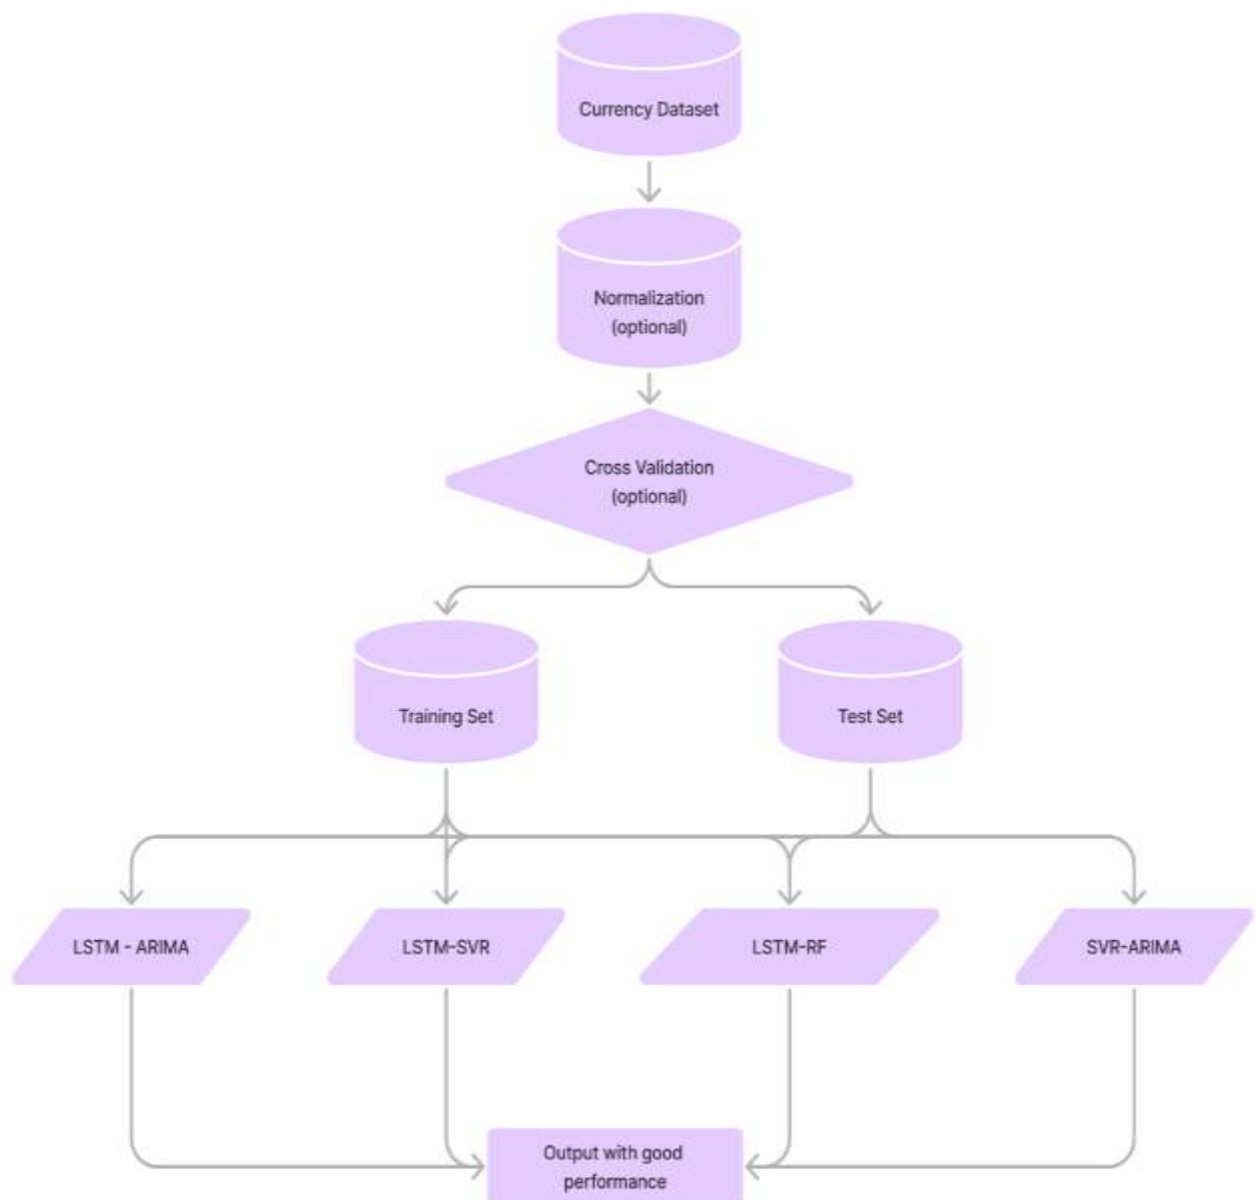 Currency Dataset
Normalization
(optional)
Cross Validation
(optional)
Training Set
Test Set
LSTM - ARIMA
LSTM-SVR
LSTM-RF
SVR-ARIMA
Output with good
performance